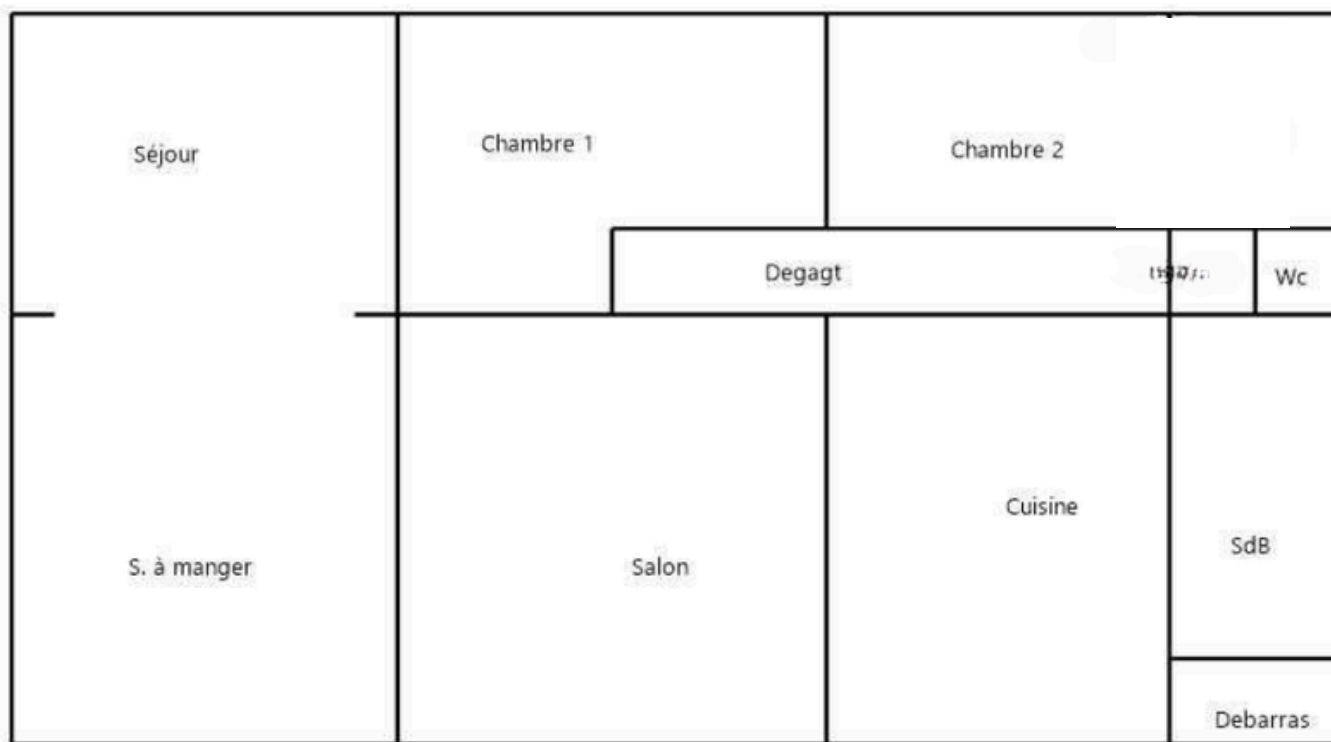 Séjour
Chambre 1
Chambre 2
Degagt
Wc
S. à manger
Salon
Cuisine
SdB
Debarras